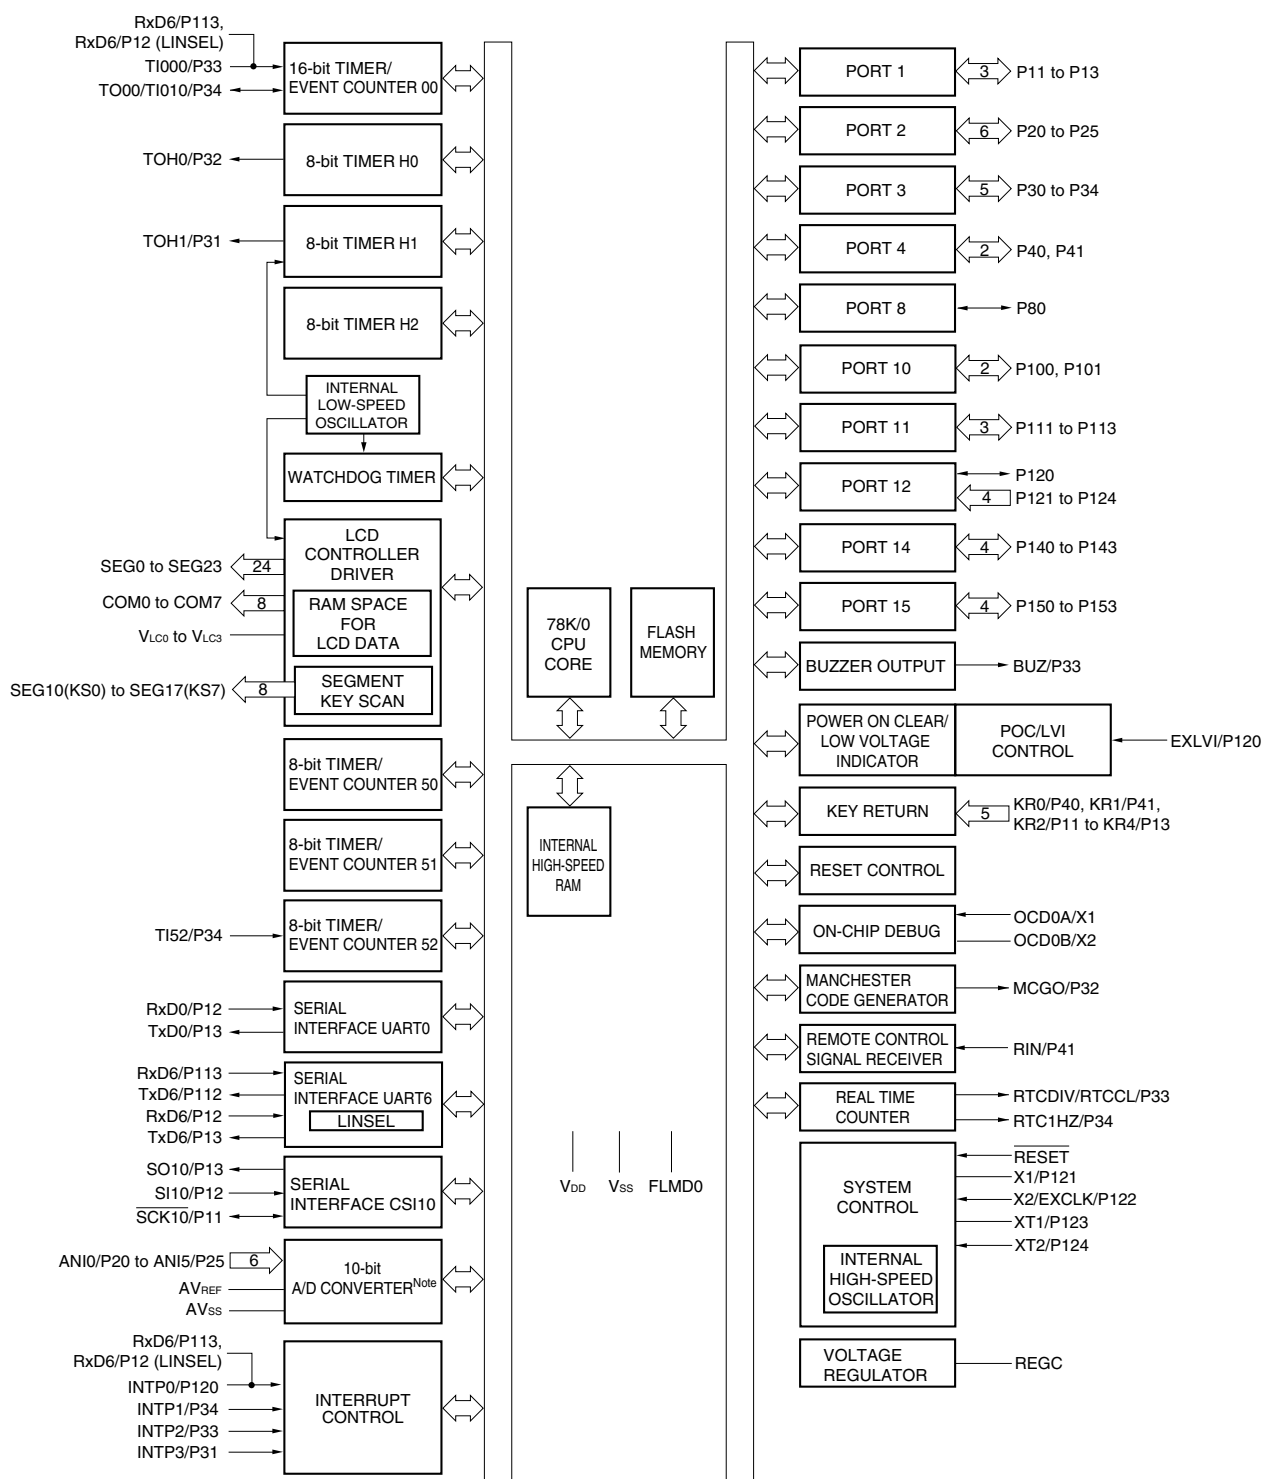 RxD6/P113,
RxD6/P12 (LINSEL)
TI000/P33
TO00/TI010/P34
16-bit TIMER/
EVENT COUNTER 00
TOH0/P32
8-bit TIMER H0
TOH1/P31
8-bit TIMER H1
8-bit TIMER H2
INTERNAL
LOW-SPEED
OSCILLATOR
WATCHDOG TIMER
LCD
CONTROLLER
DRIVER
SEG0 to SEG23
24
COM0 to COM7
8
VLC0 to VLC3
RAM SPACE
FOR
LCD DATA
SEG10(KS0) to SEG17(KS7)
8
SEGMENT
KEY SCAN
8-bit TIMER/
EVENT COUNTER 50
8-bit TIMER/
EVENT COUNTER 51
TI52/P34
8-bit TIMER/
EVENT COUNTER 52
RxD0/P12
TxD0/P13
SERIAL
INTERFACE UART0
RxD6/P113
TxD6/P112
RxD6/P12
TxD6/P13
SERIAL
INTERFACE UART6
LINSEL
SO10/P13
SI10/P12
SCK10/P11
SERIAL
INTERFACE CSI10
ANI0/P20 to ANI5/P25
6
AVREF
AVSS
10-bit
A/D CONVERTER Note
RxD6/P113,
RxD6/P12 (LINSEL)
INTP0/P120
INTP1/P34
INTP2/P33
INTP3/P31
INTERRUPT
CONTROL
78K/0
CPU
CORE
FLASH
MEMORY
INTERNAL
HIGH-SPEED
RAM
VDD
VSS
FLMD0
PORT 1
3
P11 to P13
PORT 2
6
P20 to P25
PORT 3
5
P30 to P34
PORT 4
2
P40, P41
PORT 8
P80
PORT 10
2
P100, P101
PORT 11
3
P111 to P113
PORT 12
P120
4
P121 to P124
PORT 14
4
P140 to P143
PORT 15
4
P150 to P153
BUZZER OUTPUT
BUZ/P33
POWER ON CLEAR/
LOW VOLTAGE
INDICATOR
POC/LVI
CONTROL
EXLVI/P120
KEY RETURN
5
KR0/P40, KR1/P41,
KR2/P11 to KR4/P13
RESET CONTROL
ON-CHIP DEBUG
OCD0A/X1
OCD0B/X2
MANCHESTER
CODE GENERATOR
MCGO/P32
REMOTE CONTROL
SIGNAL RECEIVER
RIN/P41
REAL TIME
COUNTER
RTCDIV/RTCCL/P33
RTC1HZ/P34
SYSTEM
CONTROL
RESET
X1/P121
X2/EXCLK/P122
XT1/P123
XT2/P124
INTERNAL
HIGH-SPEED
OSCILLATOR
VOLTAGE
REGULATOR
REGC